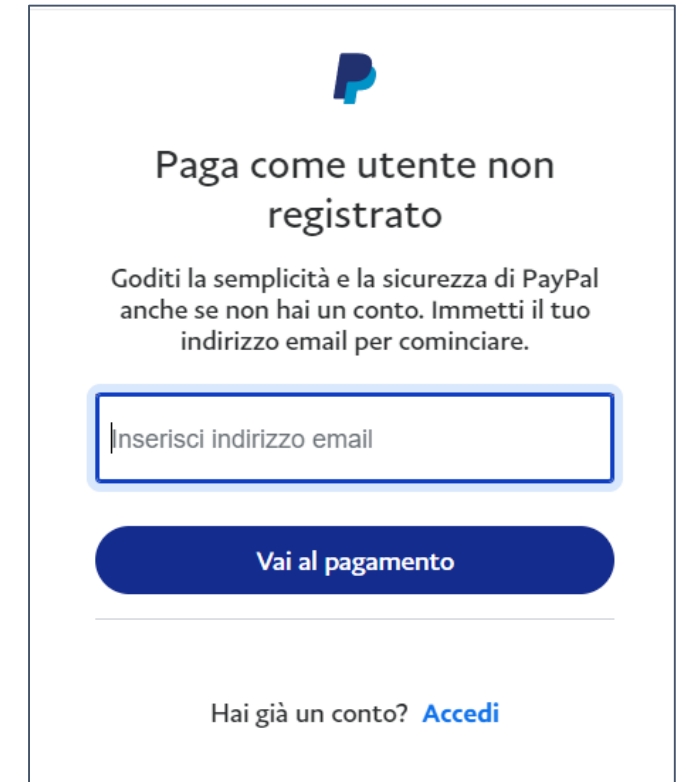 Paga come utente non
registrato
Goditi la semplicità e la sicurezza di PayPal
anche se non hai un conto. Immetti il tuo
indirizzo email per cominciare.
Inserisci indirizzo email
Vai al pagamento
Hai già un conto? Accedi